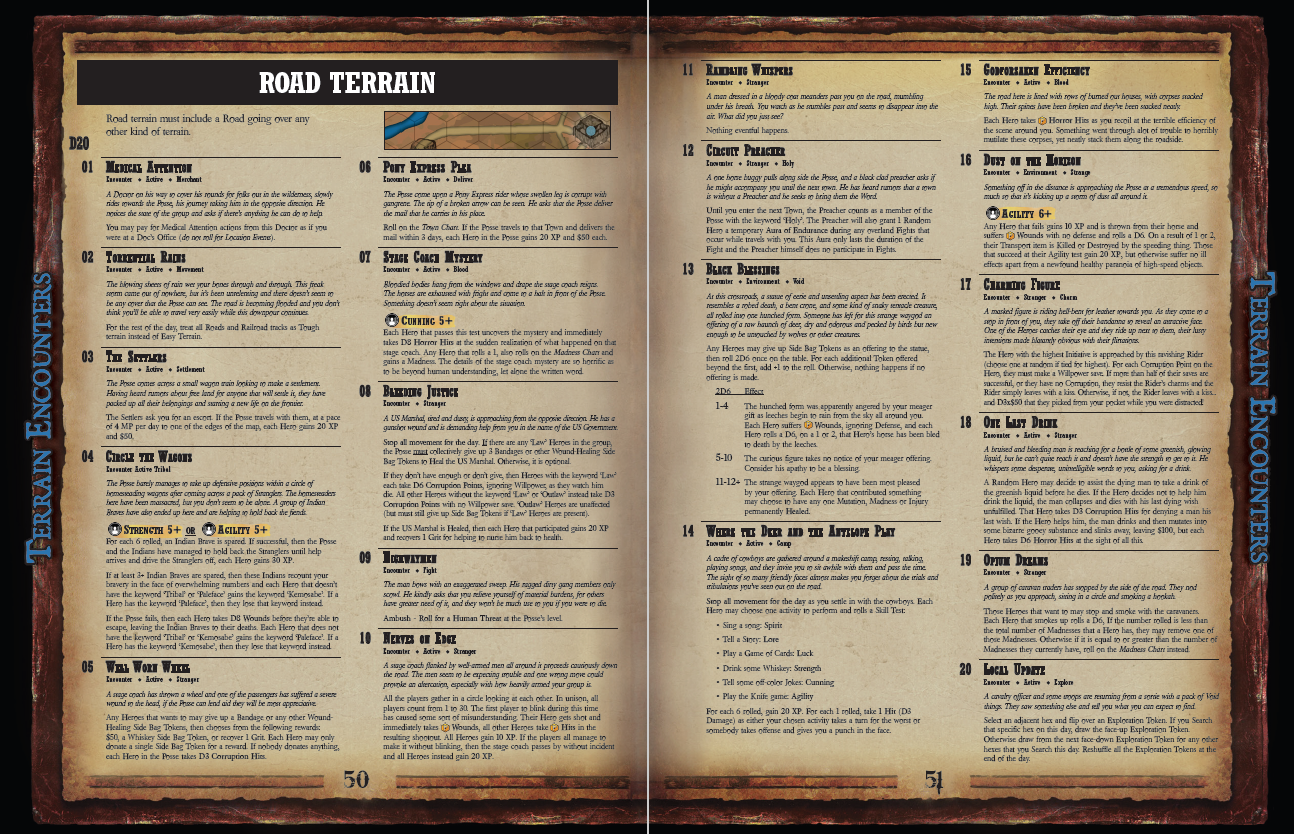 ROAD TERRAIN
Road terrain must include a Road going over any
other kind of terrain.
D20
01 MEDICAL ATTENTION
Encounter ♦ Active ♦ Merchant
A Doctor on his way to cover his rounds for folks out in the wilderness, slowly
rides towards the Posse, his journey taking him in the opposite direction. He
notices the state of the group and asks if there's anything he can do to help.
You may pay for Medical Attention actions from this Doctor as if you
were at a Doc's Office (do not roll for Location Events).
02 TORRENTIAL RAINS
Encounter ♦ Active ♦ Movement
The blowing sheets of rain wet your bones through and through. This freak
storm came out of nowhere, but it's been unrelenting and there doesn't seem to
be any cover that the Posse can see. The road is becoming flooded and you don't
think you'll be able to travel very easily while this downpour continues.
For the rest of the day, treat all Roads and Railroad tracks as Tough
terrain instead of Easy Terrain.
03 THE SETTLERS
Encounter ♦ Active ♦ Settlement
The Posse comes across a small wagon train looking to make a settlement.
Having heard rumors about free land for anyone that will settle it, they have
packed up all their belongings and starting a new life on the frontier.
The Settlers ask you for an escort. If the Posse travels with them, at a pace
of 4 MP per day to one of the edges of the map, each Hero gains 20 XP
and $50.
04 CIRCLE THE WAGONS
Encounter Active Tribal
The Posse barely manages to take up defensive positions within a circle of
homesteading wagons after coming across a pack of Stranglers. The homesteaders
here have been massacred, but you don't seem to be alone. A group of Indian
Braves have also ended up here and are helping to hold back the fiends.
STRENGTH 5+ OR AGILITY 5+
For each 6 rolled, an Indian Brave is spared. If successful, then the Posse
and the Indians have managed to hold back the Stranglers until help
arrives and drive the Stranglers off, each Hero gains 30 XP.
If at least 3+ Indian Braves are spared, then these Indians recount your
bravery in the face of overwhelming numbers and each Hero that doesn't
have the keyword 'Tribal' or 'Paleface' gains the keyword 'Kemosabe'. If a
Hero has the keyword 'Paleface', then they lose that keyword instead.
If the Posse fails, then each Hero takes D8 Wounds before they're able to
escape, leaving the Indian Braves to their deaths. Each Hero that does not
have the keyword 'Tribal' or 'Kemosabe' gains the keyword 'Paleface'. If a
Hero has the keyword 'Kemosabe', then they lose that keyword instead.
05 WELL WORN WHEEL
Encounter ♦ Active ♦ Stranger
A stage coach has thrown a wheel and one of the passengers has suffered a severe
wound to the head, if the Posse can lend aid they will be most appreciative.
Any Heroes that wants to may give up a Bandage or any other Wound-
Healing Side Bag Tokens, then chooses from the following rewards:
$50, a Whiskey Side Bag Token, or recover 1 Grit. Each Hero may only
donate a single Side Bag Token for a reward. If nobody donates anything,
each Hero in the Posse takes D3 Corruption Hits.
06 PONY EXPRESS PLEA
Encounter ♦ Active ♦ Deliver
The Posse come upon a Pony Express rider whose swollen leg is corrupt with
gangrene. The tip of a broken arrow can be seen. He asks that the Posse deliver
the mail that he carries in his place.
Roll on the Town Chart. If the Posse travels to that Town and delivers the
mail within 3 days, each Hero in the Posse gains 20 XP and $50 each.
07 STAGE COACH MYSTERY
Encounter ♦ Active ♦ Blood
Bloodied bodies hang from the windows and drape the stage coach reigns.
The horses are exhausted with fright and come to a halt in front of the Posse.
Something doesn't seem right about the situation.
CUNNING 5+
Each Hero that passes this test uncovers the mystery and immediately
takes D8 Horror Hits at the sudden realization of what happened on that
stage coach. Any Hero that rolls a 1, also rolls on the Madness Chart and
gains a Madness. The details of the stage coach mystery are so horrific as
to be beyond human understanding, let alone the written word.
08 BLEEDING JUSTICE
Encounter ♦ Stranger
A US Marshal, tired and dusty, is approaching from the opposite direction. He has a
gunshot wound and is demanding help from you in the name of the US Government.
Stop all movement for the day. If there are any 'Law' Heroes in the group,
the Posse must collectively give up 3 Bandages or other Wound-Healing Side
Bag Tokens to Heal the US Marshal. Otherwise, it is optional.
If they don't have enough or don't give, then Heroes with the keyword 'Law'
each take D6 Corruption Points, ignoring Willpower, as they watch him
die. All other Heroes without the keyword 'Law' or 'Outlaw' instead take D3
Corruption Points with no Willpower save. 'Outlaw' Heroes are unaffected
(but must still give up Side Bag Tokens if 'Law' Heroes are present).
If the US Marshal is Healed, then each Hero that participated gains 20 XP
and recovers 1 Grit for helping to nurse him back to health.
09 HIGHWAYMEN
Encounter ♦ Fight
The man bows with an exaggerated sweep. His ragged dirty gang members only
scowl. He kindly asks that you relieve yourself of material burdens, for others
have greater need of it, and they won't be much use to you if you were to die.
Ambush - Roll for a Human Threat at the Posse's level.
10 NERVES ON EDGE
Encounter ♦ Active ♦ Stranger
A stage coach flanked by well-armed men all around it proceeds cautiously down
the road. The men seem to be expecting trouble and one wrong move could
provoke an altercation, especially with how heavily armed your group is.
All the players gather in a circle looking at each other. In unison, all
players count from 1 to 30. The first player to blink during this time
has caused some sort of misunderstanding. Their Hero gets shot and
immediately takes Wounds, all other Heroes take Hits in the
resulting shootout. All Heroes gain 10 XP. If the players all manage to
make it without blinking, then the stage coach passes by without incident
and all Heroes instead gain 20 XP.
50
TERRAIN ENCOUNTERS
11 RAMBLING WHISPERS
Encounter ♦ Stranger
A man dressed in a bloody coat meanders past you on the road, mumbling
under his breath. You watch as he stumbles past and seems to disappear into the
air. What did you just see?
Nothing eventful happens.
12 CIRCUIT PREACHER
Encounter ♦ Stranger ♦ Holy
A one horse buggy pulls along side the Posse, and a black clad preacher asks if
he might accompany you until the next town. He has heard rumors that a town
is without a Preacher and he seeks to bring them the Word.
Until you enter the next Town, the Preacher counts as a member of the
Posse with the keyword 'Holy'. The Preacher will also grant 1 Random
Hero a temporary Aura of Endurance during any overland Fights that
occur while travels with you. This Aura only lasts the duration of the
Fight and the Preacher himself does no participate in Fights.
13 BLACK BLESSINGS
Encounter ♦ Environment ♦ Void
At this crossroads, a statue of eerie and unsettling aspect has been erected. It
resembles a robed death, a bent crone, and some kind of snaky tentacle creature,
all rolled into one hunched form. Someone has left for this strange waygod an
offering of a raw haunch of deer, dry and odorous and pecked by birds but new
enough to be untouched by wolves or other creatures.
Any Heroes may give up Side Bag Tokens as an offering to the statue,
then roll 2D6 once on the table. For each additional Token offered
beyond the first, add +1 to the roll. Otherwise, nothing happens if no
offering is made.
2D6 Effect
1-4 The hunched form was apparently angered by your meager
gift as leeches begin to rain from the sky all around you.
Each Hero suffers Wounds, ignoring Defense, and each
Hero rolls a D6, on a 1 or 2, that Hero's horse has been bled
to death by the leeches.
5-10 The curious figure takes no notice of your meager offering.
Consider his apathy to be a blessing.
11-12+ The strange waygod appears to have been most pleased
by your offering. Each Hero that contributed something
may choose to have any one Mutation, Madness or Injury
permanently Healed.
14 WHERE THE DEER AND THE ANTELOPE PLAY
Encounter ♦ Active ♦ Camp
A cadre of cowboys are gathered around a makeshift camp, resting, talking,
playing songs, and they invite you to sit awhile with them and pass the time.
The sight of so many friendly faces almost makes you forget about the trials and
tribulations you've seen out on the road.
Stop all movement for the day as you settle in with the cowboys. Each
Hero may choose one activity to perform and rolls a Skill Test:
• Sing a song: Spirit
• Tell a Story: Lore
• Play a Game of Cards: Luck
• Drink some Whiskey: Strength
• Tell some off-color Jokes: Cunning
• Play the Knife game: Agility
For each 6 rolled, gain 20 XP. For each 1 rolled, take 1 Hit (D3
Damage) as either your chosen activity takes a turn for the worst or
somebody takes offense and gives you a punch in the face.
15 GODFORSAKEN EFFICIENCY
Encounter ♦ Active ♦ Blood
The road here is lined with rows of burned out houses, with corpses stacked
high. Their spines have been broken and they've been stacked neatly.
Each Hero takes Horror Hits as you recoil at the terrible efficiency of
the scene around you. Something went through alot of trouble to horribly
mutilate these corpses, yet neatly stack them along the roadside.
16 DUST ON THE HORIZON
Encounter ♦ Environment ♦ Strange
Something off in the distance is approaching the Posse at a tremendous speed, so
much so that it's kicking up a storm of dust all around it.
AGILITY 6+
Any Hero that fails gains 10 XP and is thrown from their horse and
suffers Wounds with no defense and rolls a D6. On a result of 1 or 2,
their Transport item is Killed or Destroyed by the speeding thing. Those
that succeed at their Agility test gain 20 XP, but otherwise suffer no ill
effects apart from a newfound healthy paranoia of high-speed objects.
17 CHARMING FIGURE
Encounter ♦ Stranger ♦ Charm
A masked figure is riding hell-bent for leather towards you. As they come to a
stop in front of you, they take off their bandanna to reveal an attractive face.
One of the Heroes catches their eye and they ride up next to them, their lusty
intentions made blatantly obvious with their flirtations.
The Hero with the highest Initiative is approached by this ravishing Rider
(choose one at random if tied for highest). For each Corruption Point on the
Hero, they must make a Willpower save. If more than half of their saves are
successful, or they have no Corruption, they resist the Rider's charms and the
Rider simply leaves with a kiss. Otherwise, if not, the Rider leaves with a kiss...
and D3x$50 that they picked from your pocket while you were distracted!
18 ONE LAST DRINK
Encounter ♦ Active ♦ Stranger
A bruised and bleeding man is reaching for a bottle of some greenish, glowing
liquid, but he can't quite reach it and doesn't have the strength to get to it. He
whispers some desperate, unintelligible words to you, asking for a drink.
A Random Hero may decide to assist the dying man to take a drink of
the greenish liquid before he dies. If the Hero decides not to help him
drink the liquid, the man collapses and dies with his last dying wish
unfulfilled. That Hero takes D3 Corruption Hits for denying a man his
last wish. If the Hero helps him, the man drinks and then mutates into
some bizarre gooey substance and slinks away, leaving $100, but each
Hero takes D6 Horror Hits at the sight of all this.
19 OPIUM DREAMS
Encounter ♦ Stranger
A group of caravan traders has stopped by the side of the road. They nod
politely as you approach, sitting in a circle and smoking a hookah.
Those Heroes that want to may stop and smoke with the caravaners.
Each Hero that smokes up rolls a D6, If the number rolled is less than
the total number of Madnesses that a Hero has, they may remove one of
those Madnesses. Otherwise if it is equal to or greater than the number of
Madnesses they currently have, roll on the Madness Chart instead.
20 LOCAL UPDATE
Encounter ♦ Active ♦ Explore
A cavalry officer and some troops are returning from a sortie with a pack of Void
things. They saw something else and tell you what you can expect to find.
Select an adjacent hex and flip over an Exploration Token. If you Search
that specific hex on this day, draw the face-up Exploration Token.
Otherwise draw from the next face-down Exploration Token for any other
hexes that you Search this Day. Reshuffle all the Exploration Tokens at the
end of the day.
51
TERRAIN ENCOUNTERS